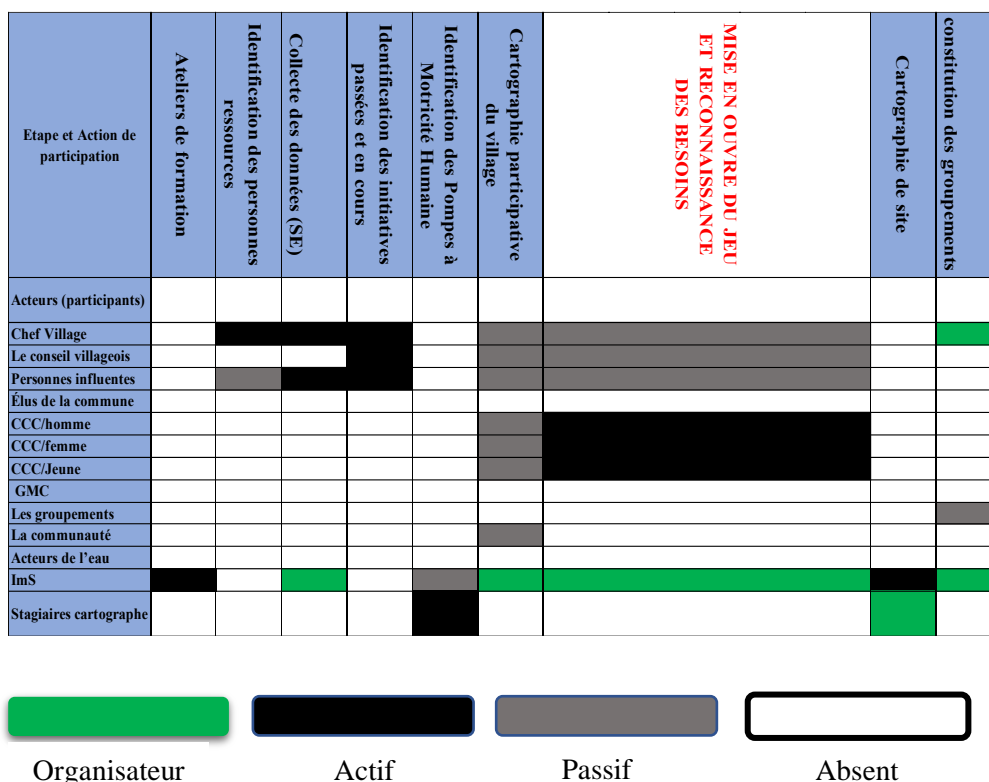 Etape et Action de
participation
Ateliers de formation
Identification des personnes
ressources
Collecte des données (SE)
Identification des initiatives
passées et en cours
Identification des Pompes à
Motricité Humaine
Cartographie participative
du village
MISE EN OUVRE DU JEU
ET RECONNAISSANCE
DES BESOINS
Cartographie de site
constitution des groupements
Acteurs (participants)
Chef Village
Le conseil villageois
Personnes influentes
Élus de la commune
CCC/homme
CCC/femme
CCC/Jeune
GMC
Les groupements
La communauté
Acteurs de l’eau
ImS
Stagiaires cartographe
Organisateur
Actif
Passif
Absent